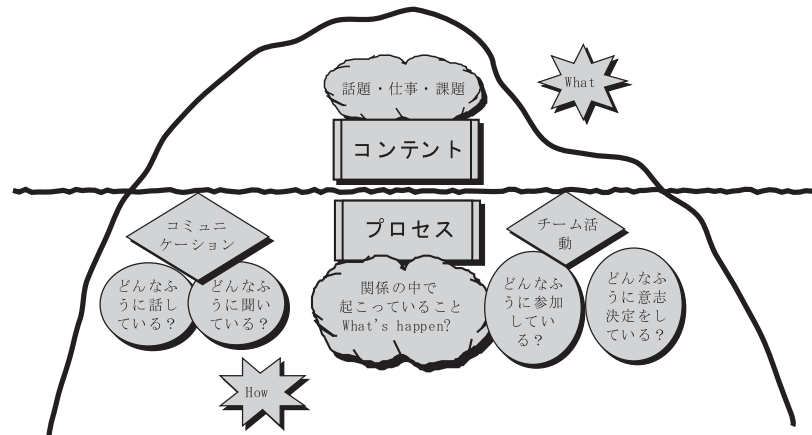 話題・仕事・課題
What
コンテント
プロセス
コミュニ
ケーション
チーム活
動
どんなふ
うに話し
ている？
どんなふ
うに聞い
ている？
関係の中で
起こっていること
What's happen?
どんなふ
うに参加
してい
る？
どんなふ
うに意志
決定をし
ている？
How